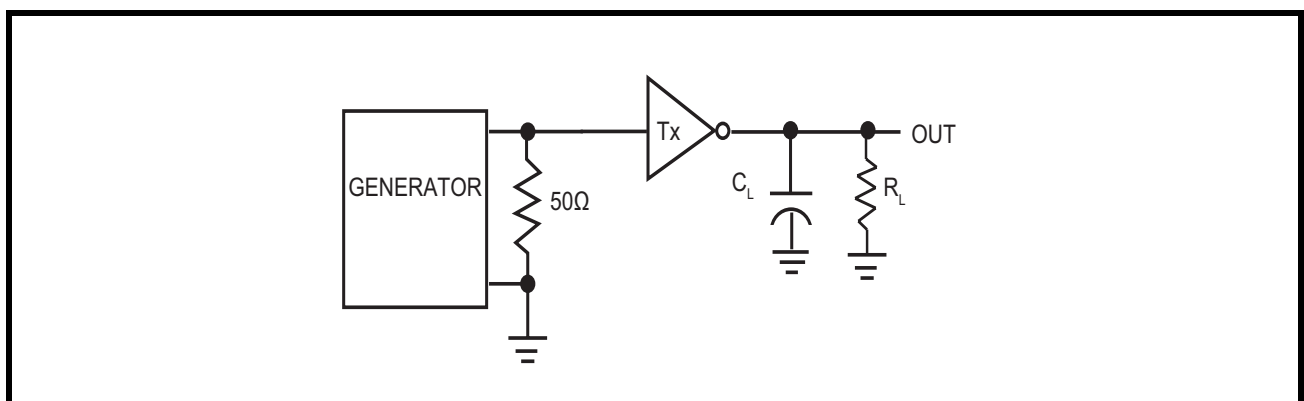 Tx
OUT
GENERATOR
50Ω
CL
RL